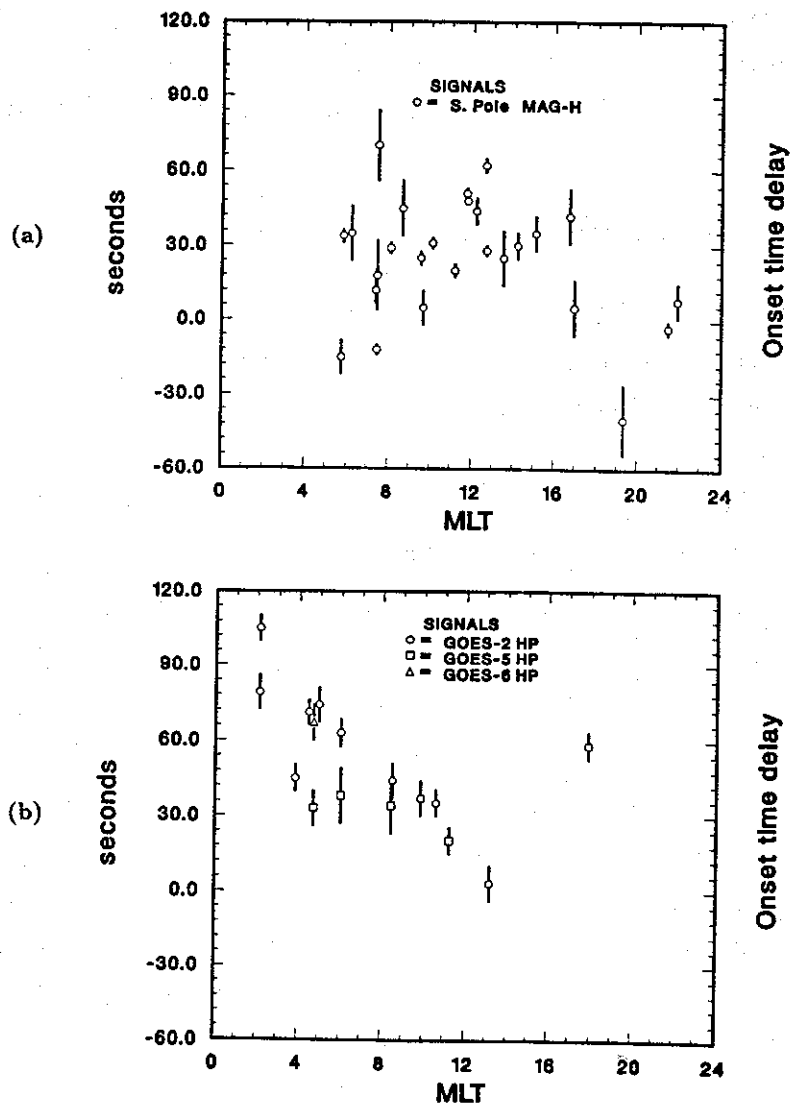 120.0
90.0
60.0
30.0
0.0
-30.0
-60.0
seconds
(a)
SIGNALS
○ = S. Pole MAG-H
Onset time delay
0 4 8 12 16 20 24
MLT
120.0
90.0
60.0
30.0
0.0
-30.0
-60.0
seconds
(b)
SIGNALS
○ = GOES-2 HP
□ = GOES-5 HP
△ = GOES-6 HP
Onset time delay
0 4 8 12 16 20 24
MLT